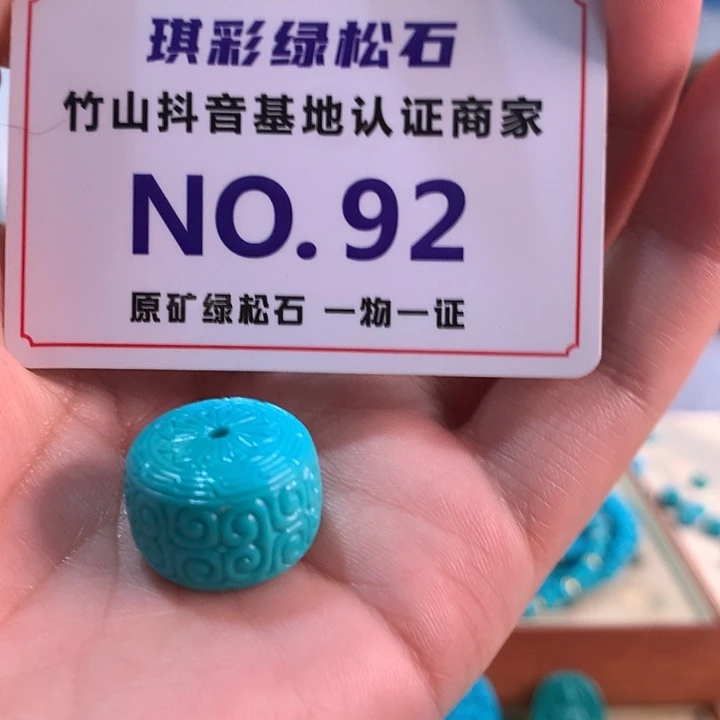 琪彩绿松石
竹山抖音基地认证商家
NO.92
原矿绿松石 一物一证